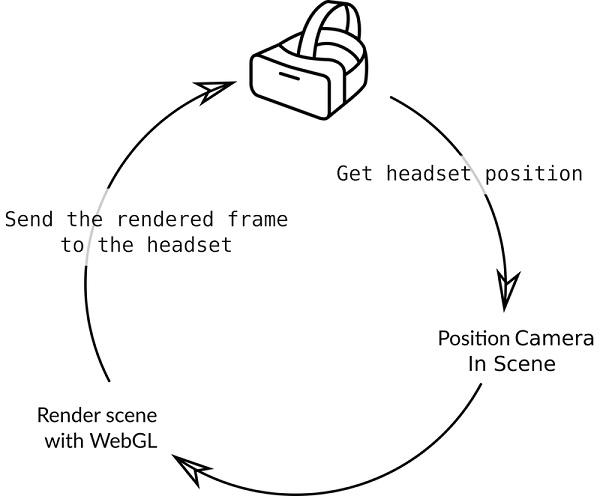 Get headset position
Send the rendered frame
to the headset
Position Camera
In Scene
Render scene
with WebGL